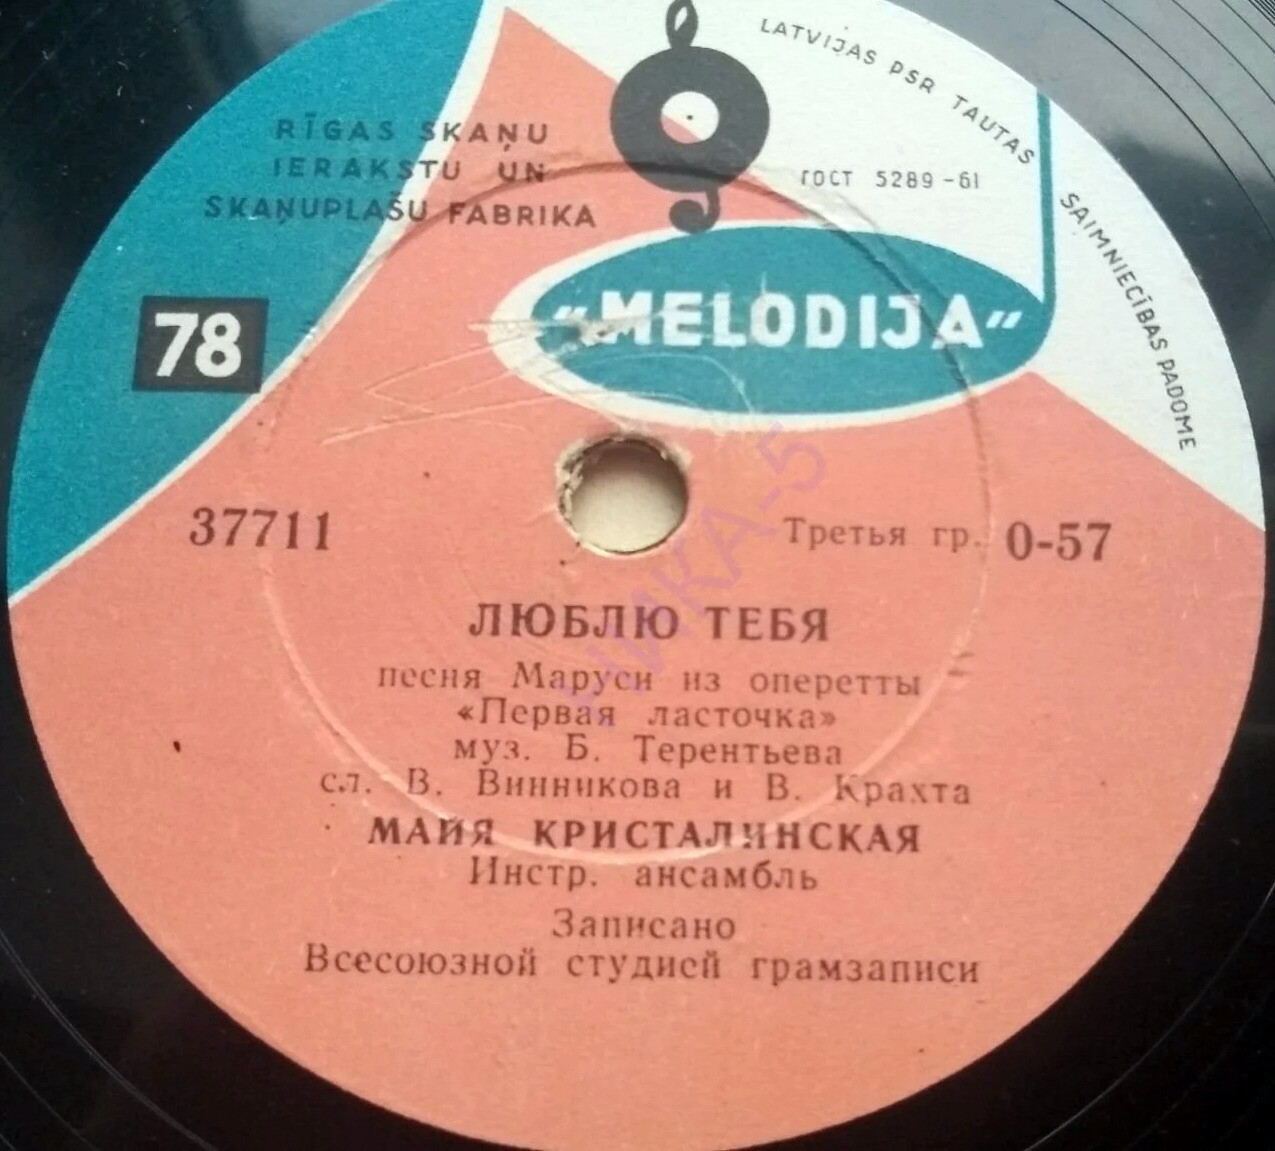 LATVIJAS PSR TAUTAS SAIMNIECĪBAS PADOME
RĪGAS SKAŅU
IERAKSTU UN
SKAŅUPLAŠU FABRIKA
ГОСТ 5289-61
"MELODIJA"
78
37711
Третья гр. 0-57
ЛЮБЛЮ ТЕБЯ
песня Маруси из оперетты
«Первая ласточка»
муз. Б. Терентьева
сл. В. Винникова и В. Крахта
МАЙЯ КРИСТАЛИНСКАЯ
Инстр. ансамбль
Записано
Всесоюзной студией грамзаписи